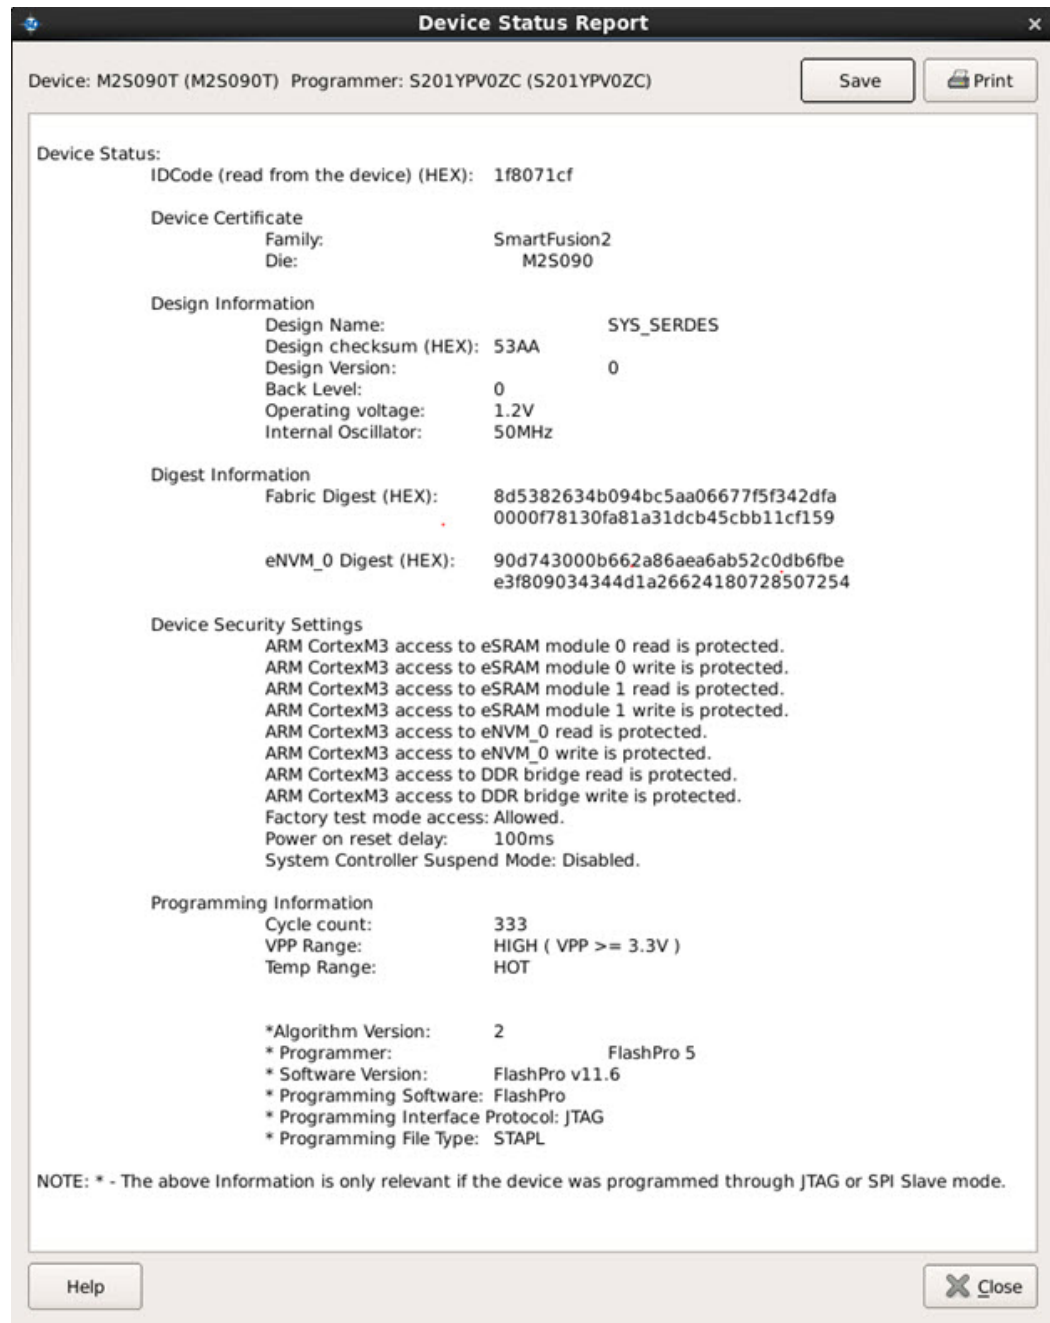 Device Status Report
Device: M2S090T (M2S090T) Programmer: S201YPV0ZC (S201YPV0ZC) Save Print
Device Status:
IDCode (read from the device) (HEX): 1f8071cf
Device Certificate
Family: SmartFusion2
Die: M2S090
Design Information
Design Name: SYS_SERDES
Design checksum (HEX): 53AA
Design Version: 0
Back Level: 0
Operating voltage: 1.2V
Internal Oscillator: 50MHz
Digest Information
Fabric Digest (HEX): 8d5382634b094bc5aa06677f5f342dfa
0000f78130fa81a31dcb45cbb11cf159
eNVM_0 Digest (HEX): 90d743000b662a86aea6ab52c0db6fbe
e3f809034344d1a26624180728507254
Device Security Settings
ARM CortexM3 access to eSRAM module 0 read is protected.
ARM CortexM3 access to eSRAM module 0 write is protected.
ARM CortexM3 access to eSRAM module 1 read is protected.
ARM CortexM3 access to eSRAM module 1 write is protected.
ARM CortexM3 access to eNVM_0 read is protected.
ARM CortexM3 access to eNVM_0 write is protected.
ARM CortexM3 access to DDR bridge read is protected.
ARM CortexM3 access to DDR bridge write is protected.
Factory test mode access: Allowed.
Power on reset delay: 100ms
System Controller Suspend Mode: Disabled.
Programming Information
Cycle count: 333
VPP Range: HIGH ( VPP >= 3.3V )
Temp Range: HOT
*Algorithm Version: 2
* Programmer: FlashPro 5
* Software Version: FlashPro v11.6
* Programming Software: FlashPro
* Programming Interface Protocol: JTAG
* Programming File Type: STAPL
NOTE: * - The above Information is only relevant if the device was programmed through JTAG or SPI Slave mode.
Help Close